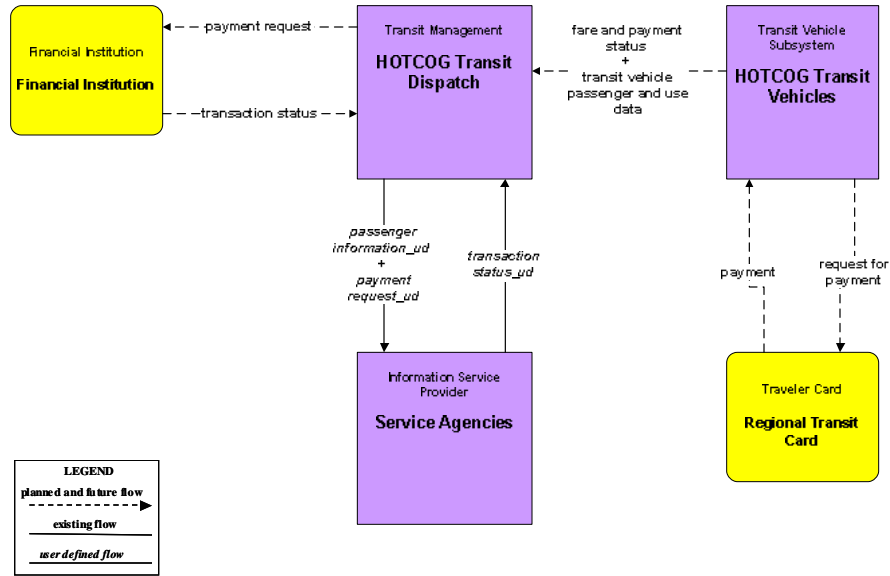 Financial Institution
Financial Institution
payment request
transaction status
Transit Management
HOTCOG Transit
Dispatch
fare and payment
status
+
transit vehicle
passenger and use
data
Transit Vehicle
Subsystem
HOTCOG Transit
Vehicles
passenger
information_ud
+
payment
request_ud
transaction
status_ud
payment
request for
payment
Information Service
Provider
Service Agencies
Traveler Card
Regional Transit
Card
LEGEND
planned and future flow
existing flow
user defined flow